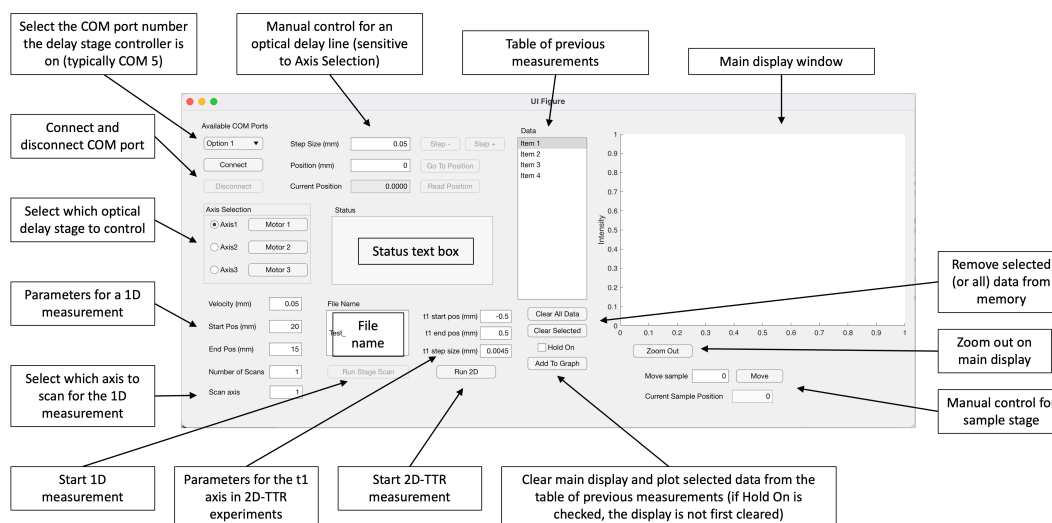 Select the COM port number
the delay stage controller is
on (typically COM 5)
Manual control for an
optical delay line (sensitive
to Axis Selection)
Table of previous
measurements
Main display window
Connect and
disconnect COM port
Select which optical
delay stage to control
Parameters for a 1D
measurement
Select which axis to
scan for the 1D
measurement
UI Figure
Available COM Ports
Option 1
Connect
Disconnect
Step Size (mm) 0.05 Step - Step +
Position (mm) 0 Go To Position
Current Position 0.0000 Read Position
Axis Selection
Axis1 Motor 1
Axis2 Motor 2
Axis3 Motor 3
Status
Status text box
Velocity (mm) 0.05
Start Pos (mm) 20
End Pos (mm) 15
Number of Scans 1
Scan axis 1
File Name
Test_
File
name
Run Stage Scan
t1 start pos (mm) -0.5
t1 end pos (mm) 0.5
t1 step size (mm) 0.0045
Run 2D
Data
Item 1
Item 2
Item 3
Item 4
Clear All Data
Clear Selected
Hold On
Add To Graph
Intensity
1
0.9
0.8
0.7
0.6
0.5
0.4
0.3
0.2
0.1
0
0 0.1 0.2 0.3 0.4 0.5 0.6 0.7 0.8 0.9 1
Zoom Out
Move sample 0 Move
Current Sample Position 0
Remove selected
(or all) data from
memory
Zoom out on
main display
Manual control for
sample stage
Start 1D
measurement
Parameters for the t1
axis in 2D-TTR
experiments
Start 2D-TTR
measurement
Clear main display and plot selected data from the
table of previous measurements (if Hold On is
checked, the display is not first cleared)